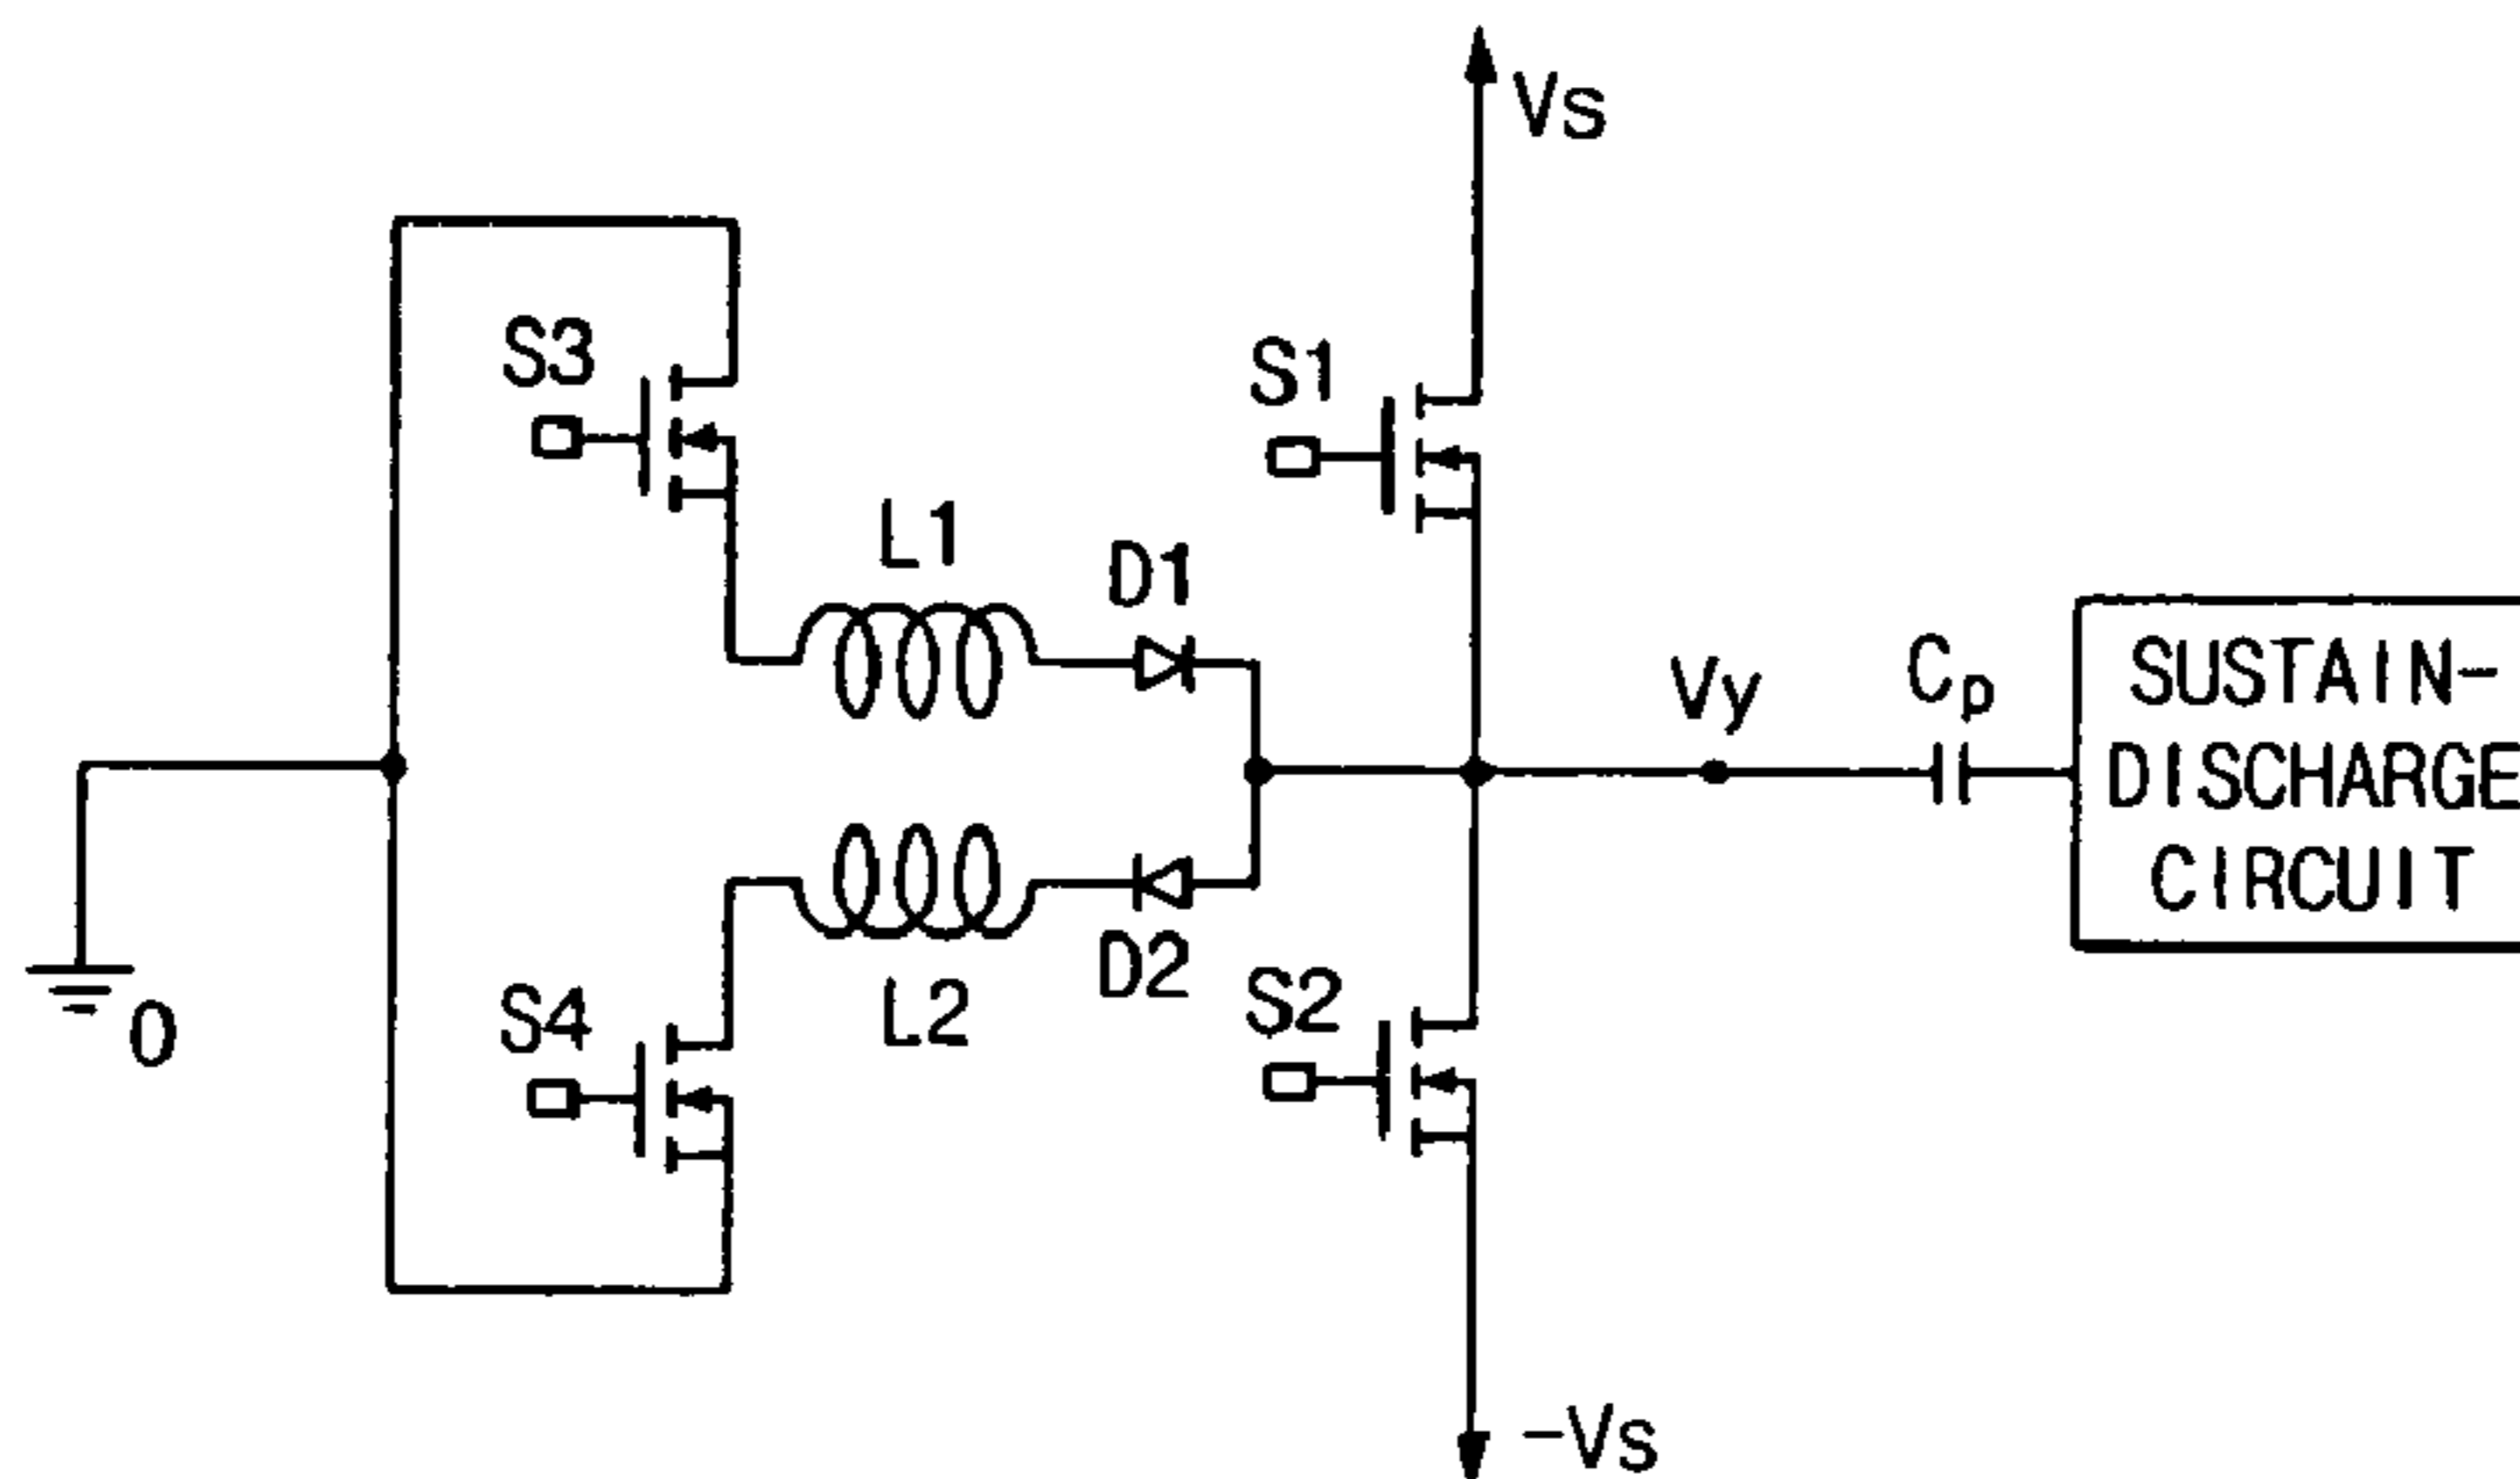 Vs
S3
S1
L1
D1
Vy
Cp
SUSTAIN-
DISCHARGE
CIRCUIT
D2
L2
S2
S4
0
-Vs